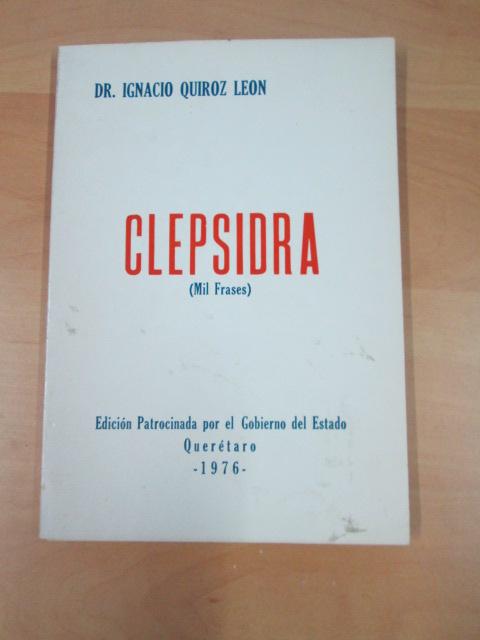 DR. IGNACIO QUIROZ LEON
CLEPSIDRA
(Mil Frases)
Edición Patrocinada por el Gobierno del Estado
Querétaro
-1976-